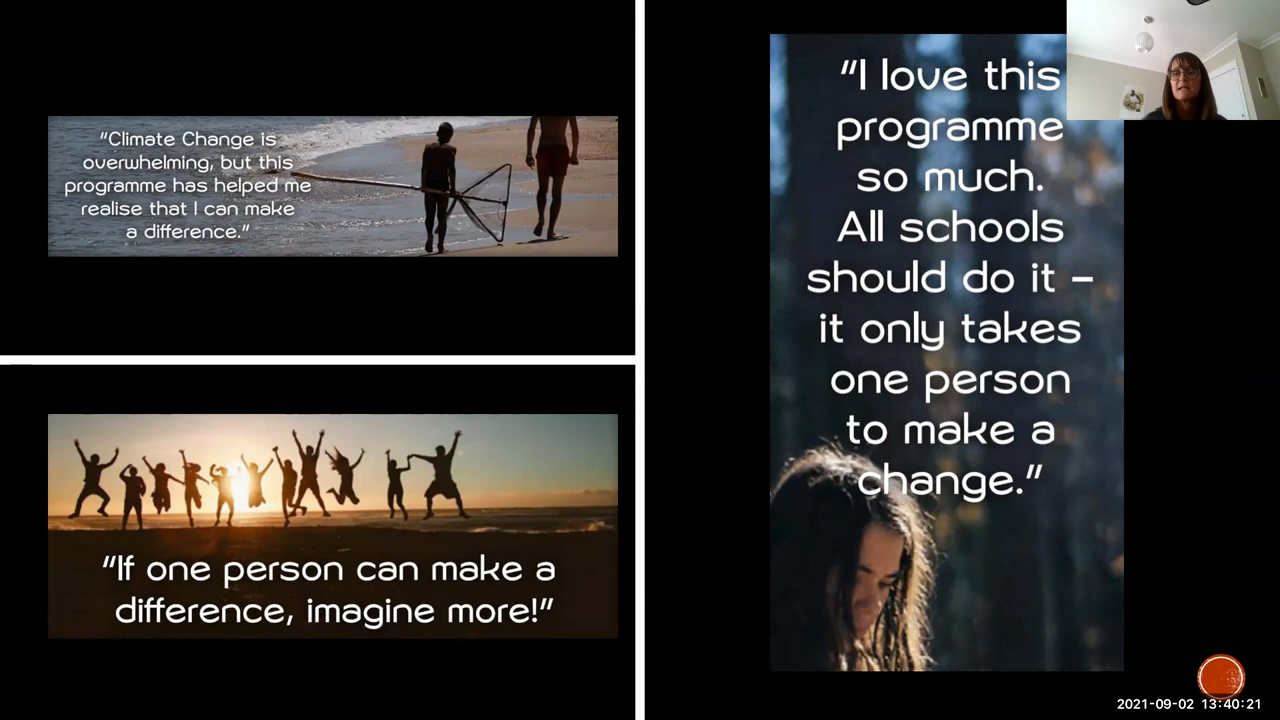 “Climate Change is
overwhelming, but this
programme has helped me
realise that I can make
a difference.”
“If one person can make a
difference, imagine more!”
“I love this
programme
so much.
All schools
should do it –
it only takes
one person
to make a
change.”
2021-09-02 13:40:21